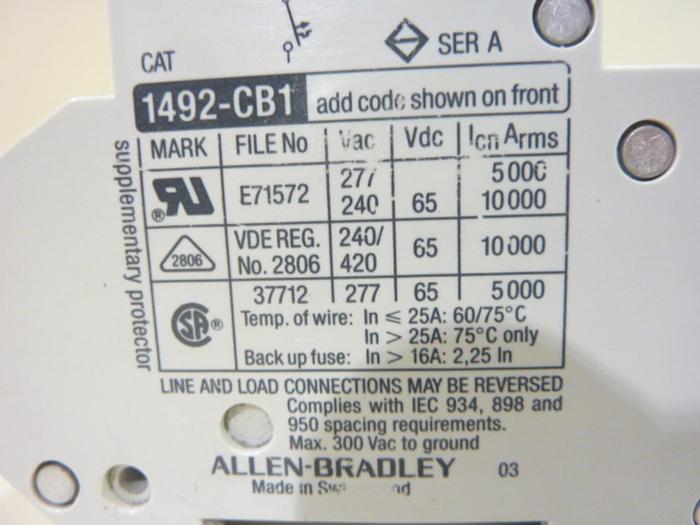 SER A
CAT
1492-CB1 add code shown on front
MARK FILE No Vac Vdc Icn Arms
supplementary protector
277 5000
®RU E71572 240 65 10000
VDE REG. 240/ 65 10000
2806 No. 2806 420
37712 277 65 5000
SA® Temp. of wire: In ≤ 25A: 60/75°C
In > 25A: 75°C only
Back up fuse: In > 16A: 2,25 In
LINE AND LOAD CONNECTIONS MAY BE REVERSED
Complies with IEC 934, 898 and
950 spacing requirements.
Max. 300 Vac to ground
ALLEN-BRADLEY 03
Made in